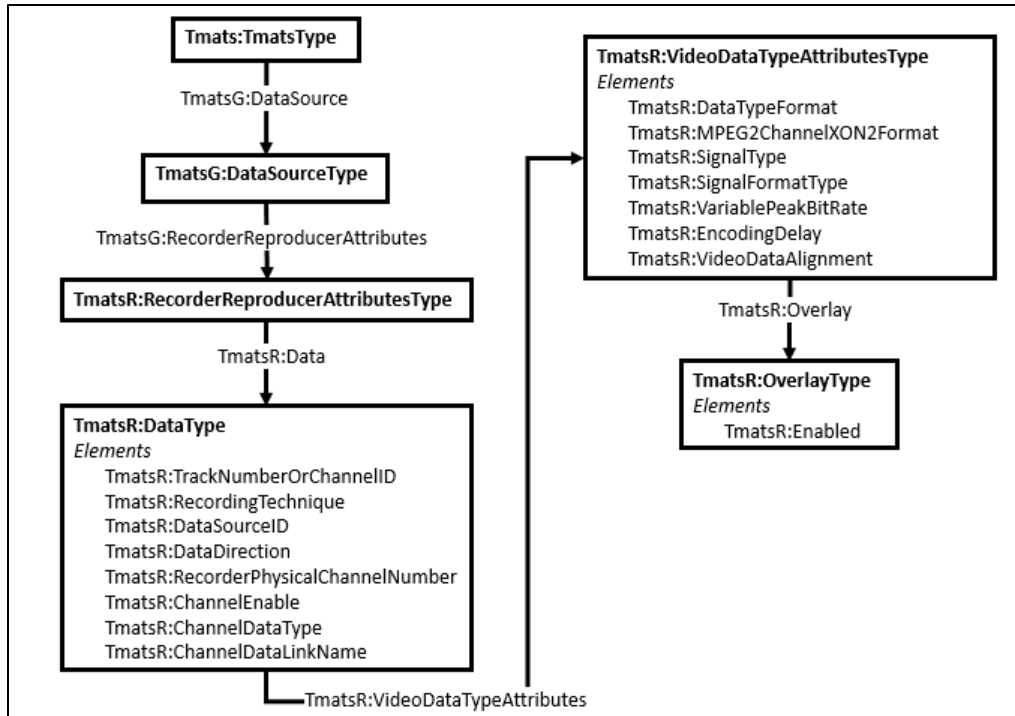 Tmats:TmatsType
TmatsG:DataSource
TmatsG:DataSourceType
TmatsG:RecorderReproducerAttributes
TmatsR:RecorderReproducerAttributesType
TmatsR:Data
TmatsR:DataType
Elements
TmatsR:TrackNumberOrChannelID
TmatsR:RecordingTechnique
TmatsR:DataSourceID
TmatsR:DataDirection
TmatsR:RecorderPhysicalChannelNumber
TmatsR:ChannelEnable
TmatsR:ChannelDataType
TmatsR:ChannelDataLinkName
TmatsR:VideoDataTypeAttributes
TmatsR:VideoDataTypeAttributesType
Elements
TmatsR:DataTypeFormat
TmatsR:MPEG2ChannelXON2Format
TmatsR:SignalType
TmatsR:SignalFormatType
TmatsR:VariablePeakBitRate
TmatsR:EncodingDelay
TmatsR:VideoDataAlignment
TmatsR:Overlay
TmatsR:OverlayType
Elements
TmatsR:Enabled